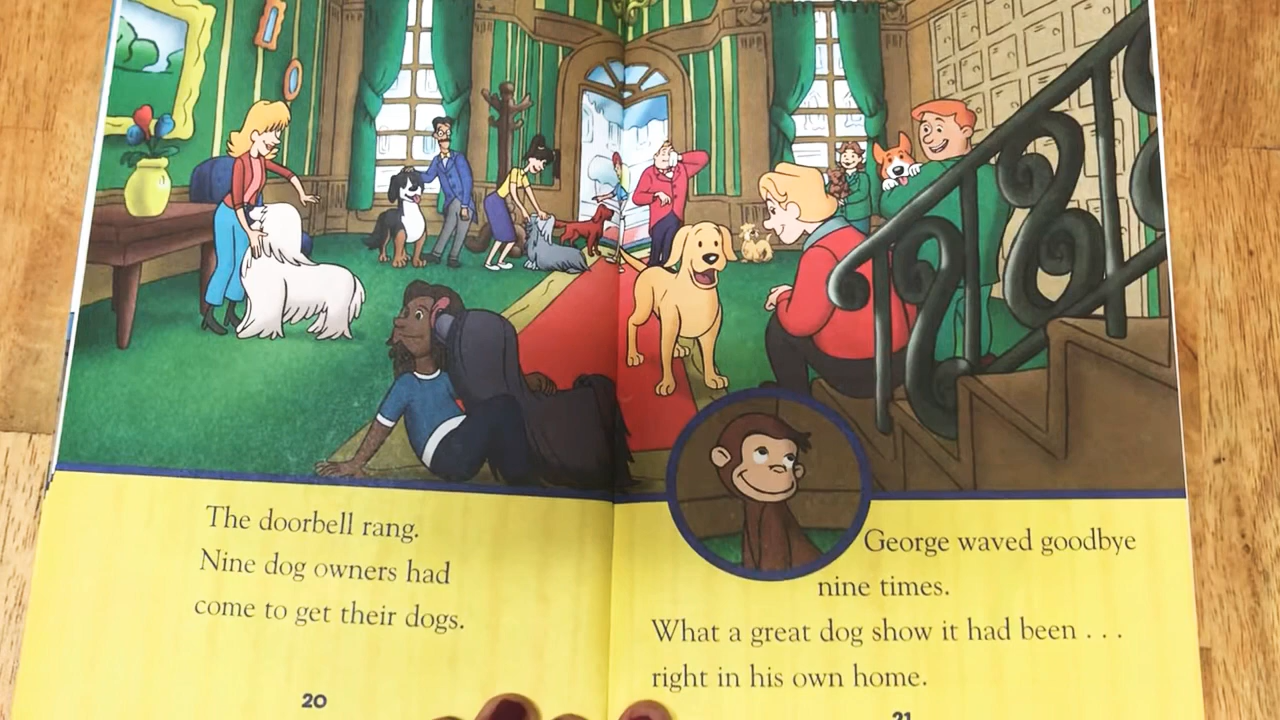 The doorbell rang.
Nine dog owners had
come to get their dogs.
20
George waved goodbye
nine times.
What a great dog show it had been . . .
right in his own home.
21